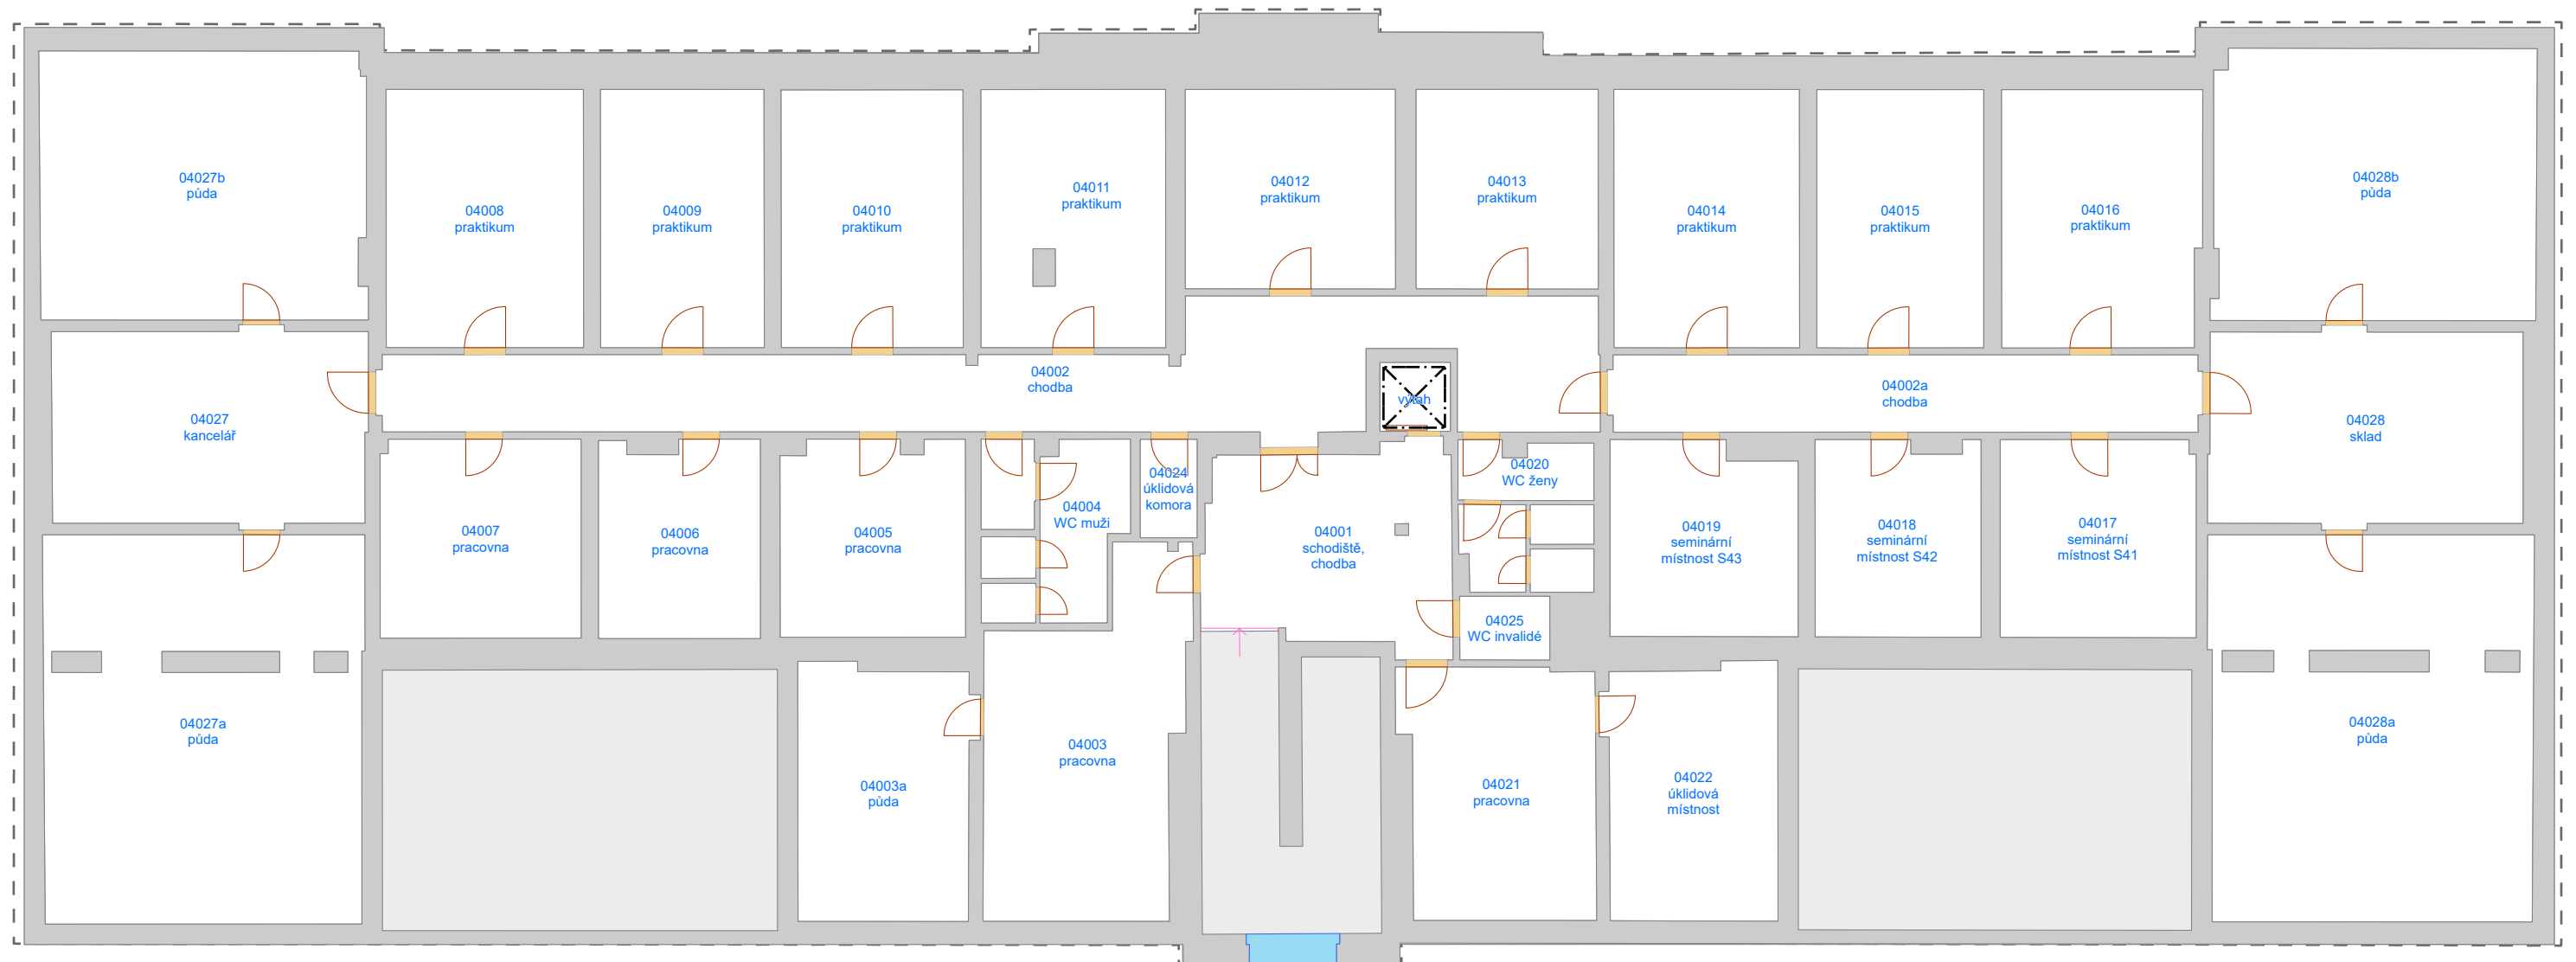 04027b
půda
04008
praktikum
04009
praktikum
04010
praktikum
04011
praktikum
04012
praktikum
04013
praktikum
04014
praktikum
04015
praktikum
04016
praktikum
04028b
půda
04027
kancelář
04002
chodba
výtah
04002a
chodba
04028
sklad
04007
pracovna
04006
pracovna
04005
pracovna
04004
WC muži
04024
úklidová
komora
04001
schodiště,
chodba
04020
WC ženy
04019
seminární
místnost S43
04018
seminární
místnost S42
04017
seminární
místnost S41
04025
WC invalidé
04027a
půda
04003a
půda
04003
pracovna
04021
pracovna
04022
úklidová
místnost
04028a
půda